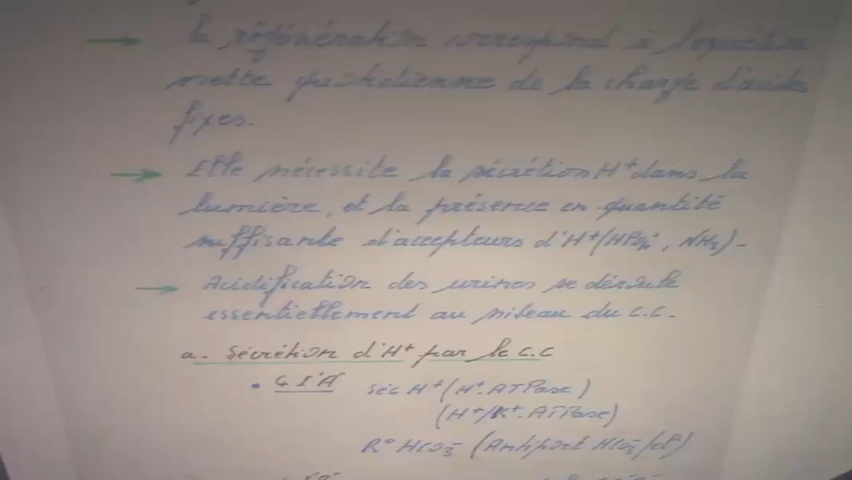 → la régénération correspond à l'excrétion
nette quotidienne de la charge d'acides
fixes.
→ Elle nécessite la sécrétion H⁺ dans la
lumière, et la présence en quantité
suffisante d'accepteurs d'H⁺ (HPO₄²⁻, NH₃).
→ Acidification des urines se déroule
essentiellement au niveau du C.C.
a. Sécrétion d'H⁺ par le C.C
• C IA Séc H⁺ (H⁺.ATPase)
(H⁺/K⁺.ATPase)
R° HCO₃⁻ (Antiport HCO₃⁻/Cl⁻)